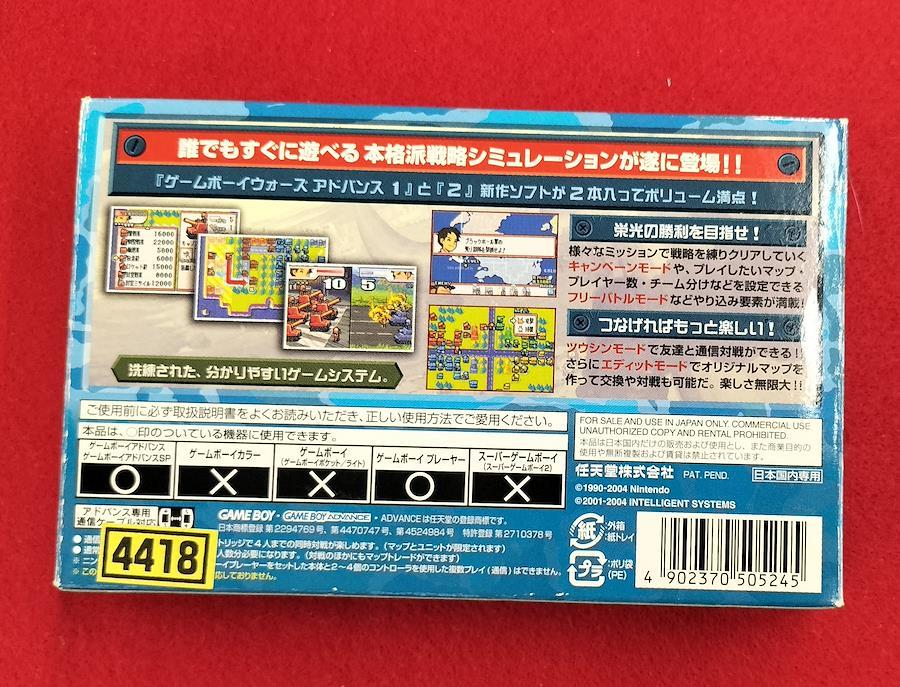 誰でもすぐに遊べる 本格派戦略シミュレーションが遂に登場!!
『ゲームボーイウォーズ アドバンス 1』と『2』新作ソフトが2本入ってボリューム満点！
16000
22000
5000
6000
15000
8000
12000
10
5
栄光の勝利を目指せ！
様々なミッションで戦略を練りクリアしていく
キャンペーンモードや、プレイしたいマップ・
プレイヤー数・チーム分けなどを設定できる
フリーバトルモードなどやり込み要素が満載!
つなげればもっと楽しい！
ツウシンモードで友達と通信対戦ができる!!
さらにエディットモードでオリジナルマップを
作って交換や対戦も可能だ。楽しさ無限大!!
洗練された、分かりやすいゲームシステム。
ご使用前に必ず取扱説明書をよくお読みいただき、正しい使用方法でご愛用ください。
本品は、○印のついている機器に使用できます。
ゲームボーイアドバンス
ゲームボーイアドバンスSP
○
ゲームボーイカラー
×
ゲームボーイ
(ゲームボーイポケット/ライト)
×
ゲームボーイ プレーヤー
○
スーパーゲームボーイ
(スーパーゲームボーイ2)
×
FOR SALE AND USE IN JAPAN ONLY. COMMERCIAL USE
UNAUTHORIZED COPY AND RENTAL PROHIBITED.
本品は日本国内だけの販売および使用とし、また商業目的の
使用や無断複製および賃貸は禁止されています。
任天堂株式会社 PAT. PEND. 日本国内専用
©1990-2004 Nintendo
©2001-2004 INTELLIGENT SYSTEMS
アドバンス専用
通信ケーブル対応
GAME BOY・GAME BOY ADVANCE・ADVANCEは任天堂の登録商標です。
日本商標登録 第2294769号、第4470747号、第4524984号 特許登録 第2710378号
トリッジで4人までの同時対戦が楽しめます。(マップとユニットが限定されます)
人数分必要になります。(対戦のほかにもマップトレードができます)
ープレーヤーをセットした本体と2〜4個のコントローラを使用した複数プレイ(通信)はできません。
応しておりません。
4418
紙
外箱
:紙トレイ
プラ
:ポリ袋
(PE)
4 902370 505245